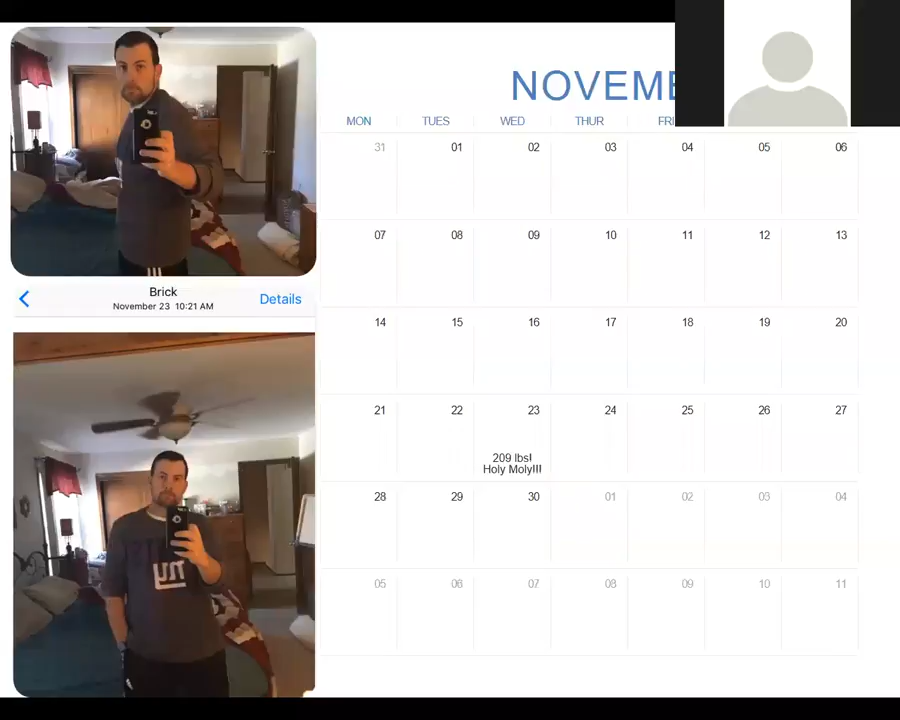 NOVEM
MON TUES WED THUR FRI
31 01 02 03 04 05 06
07 08 09 10 11 12 13
Brick
November 23 10:21 AM
Details
14 15 16 17 18 19 20
21 22 23 24 25 26 27
209 lbs!
Holy Moly!!!
28 29 30 01 02 03 04
05 06 07 08 09 10 11
ny